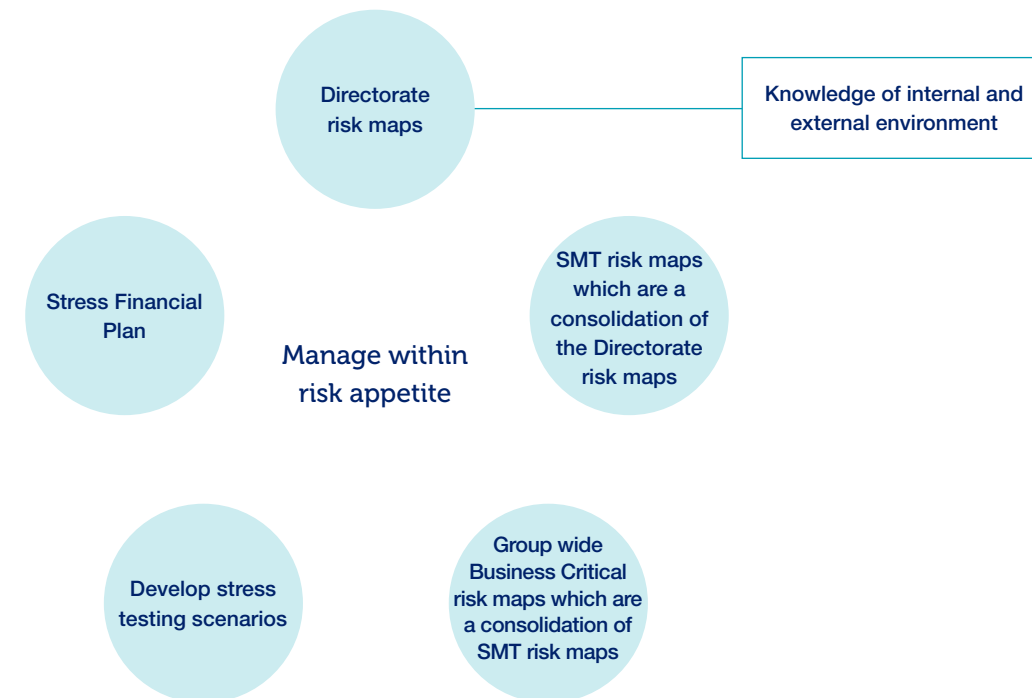 Directorate
risk maps
Knowledge of internal and
external environment
SMT risk maps
which are a
consolidation of
the Directorate
risk maps
Group wide
Business Critical
risk maps which are
a consolidation of
SMT risk maps
Develop stress
testing scenarios
Stress Financial
Plan
Manage within
risk appetite